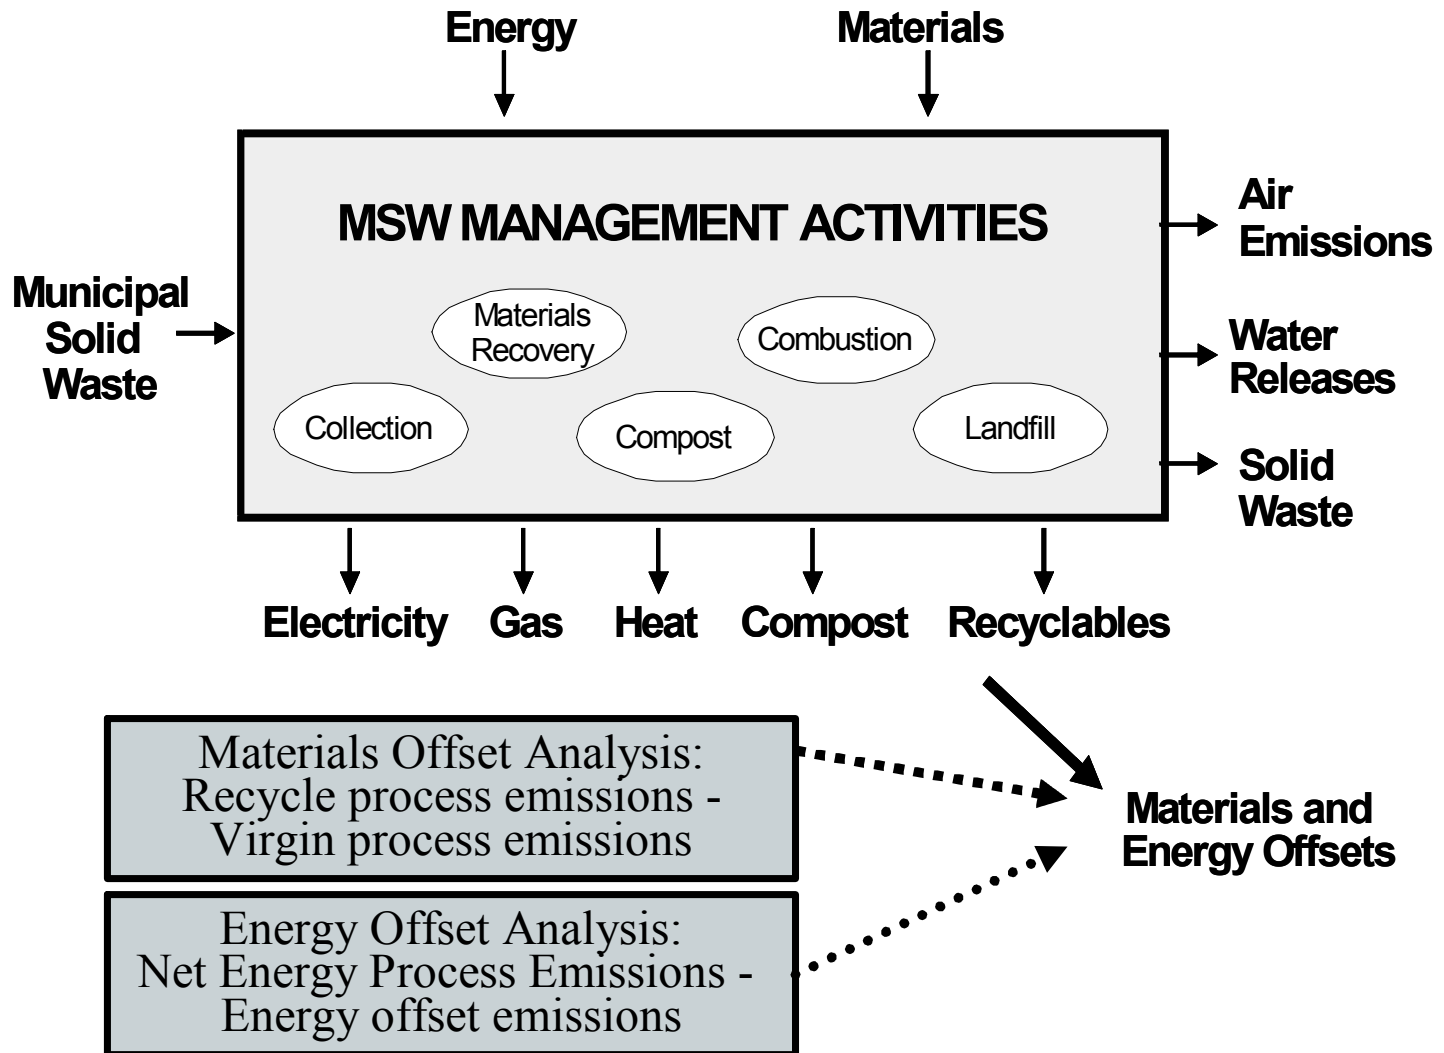 Energy
Materials
MSW MANAGEMENT ACTIVITIES
Municipal
Solid
Waste
Materials
Recovery
Combustion
Collection
Compost
Landfill
Air
Emissions
Water
Releases
Solid
Waste
Electricity
Gas
Heat
Compost
Recyclables
Materials Offset Analysis:
Recycle process emissions -
Virgin process emissions
Materials and
Energy Offsets
Energy Offset Analysis:
Net Energy Process Emissions -
Energy offset emissions